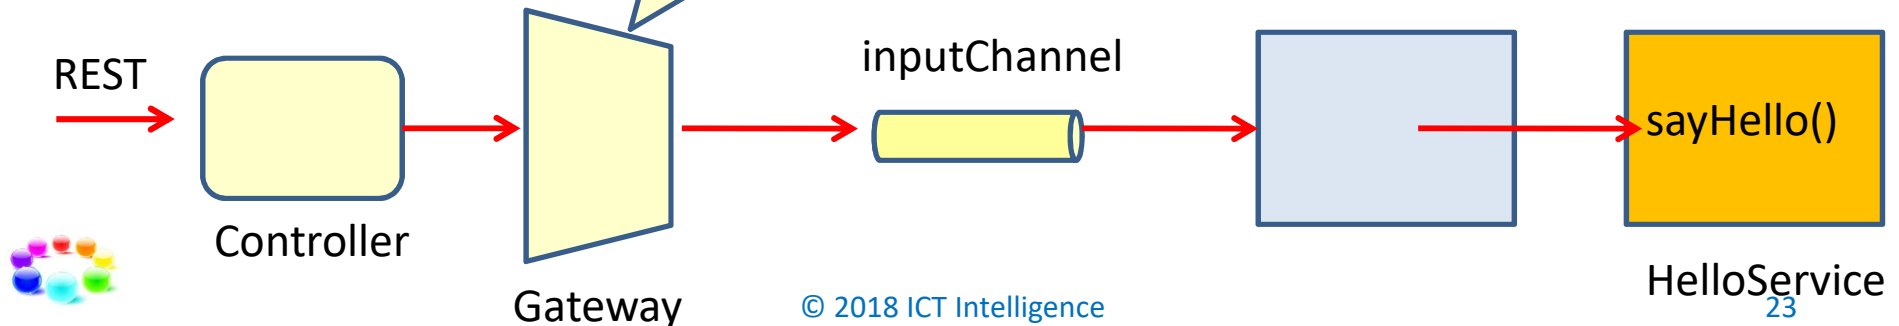 REST
inputChannel
sayHello()
Controller
Gateway
HelloService
© 2018 ICT Intelligence
23